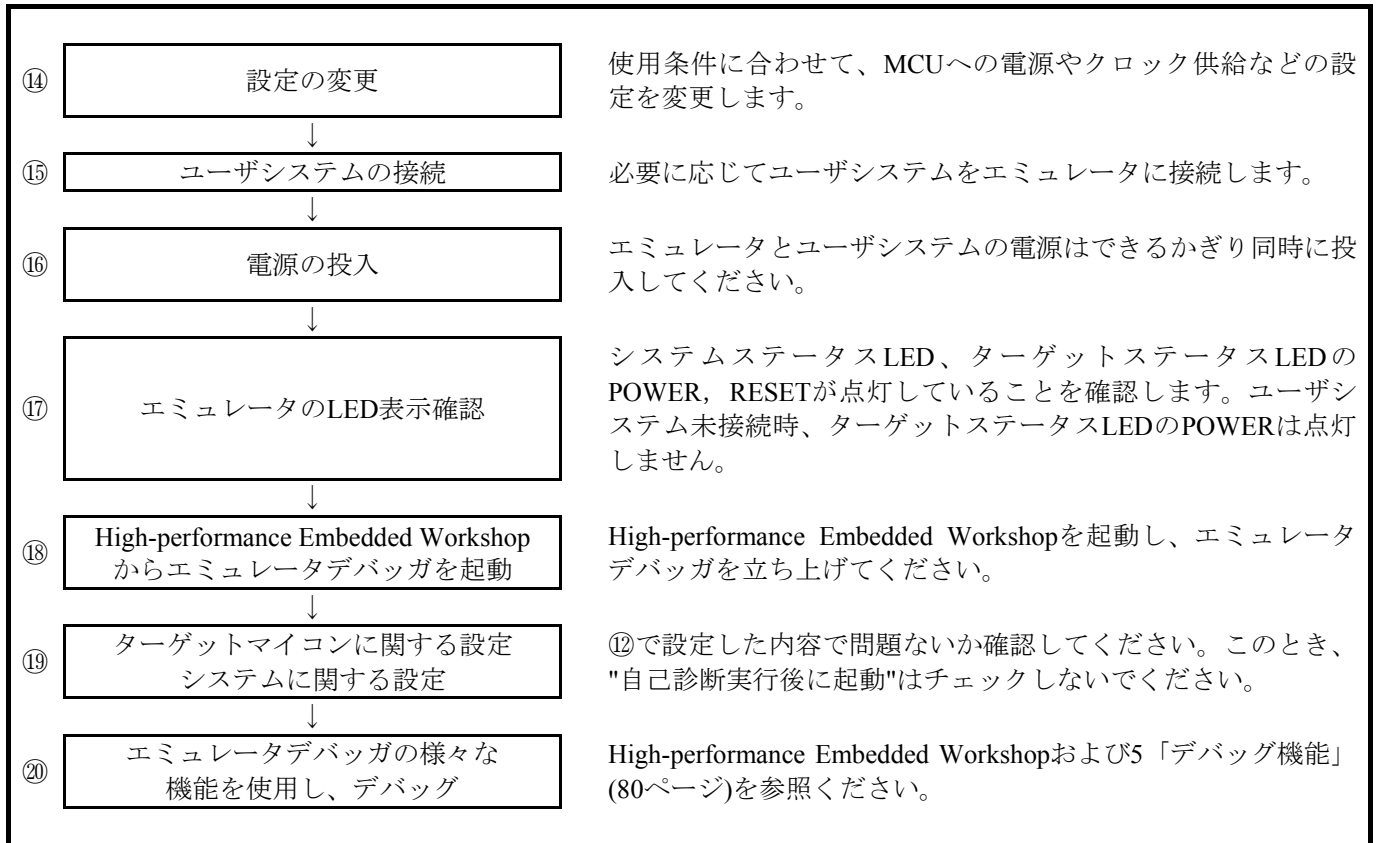 ⑭
設定の変更
使用条件に合わせて、MCUへの電源やクロック供給などの設
定を変更します。
↓
⑮
ユーザシステムの接続
必要に応じてユーザシステムをエミュレータに接続します。
↓
⑯
電源の投入
エミュレータとユーザシステムの電源はできるかぎり同時に投
入してください。
↓
⑰
エミュレータのLED表示確認
システムステータスLED、ターゲットステータスLEDの
POWER，RESETが点灯していることを確認します。ユーザシ
ステム未接続時、ターゲットステータスLEDのPOWERは点灯
しません。
↓
⑱
High-performance Embedded Workshop
からエミュレータデバッガを起動
High-performance Embedded Workshopを起動し、エミュレータ
デバッガを立ち上げてください。
↓
⑲
ターゲットマイコンに関する設定
システムに関する設定
⑫で設定した内容で問題ないか確認してください。このとき、
"自己診断実行後に起動"はチェックしないでください。
↓
⑳
エミュレータデバッガの様々な
機能を使用し、デバッグ
High-performance Embedded Workshopおよび5「デバッグ機能」
(80ページ)を参照ください。